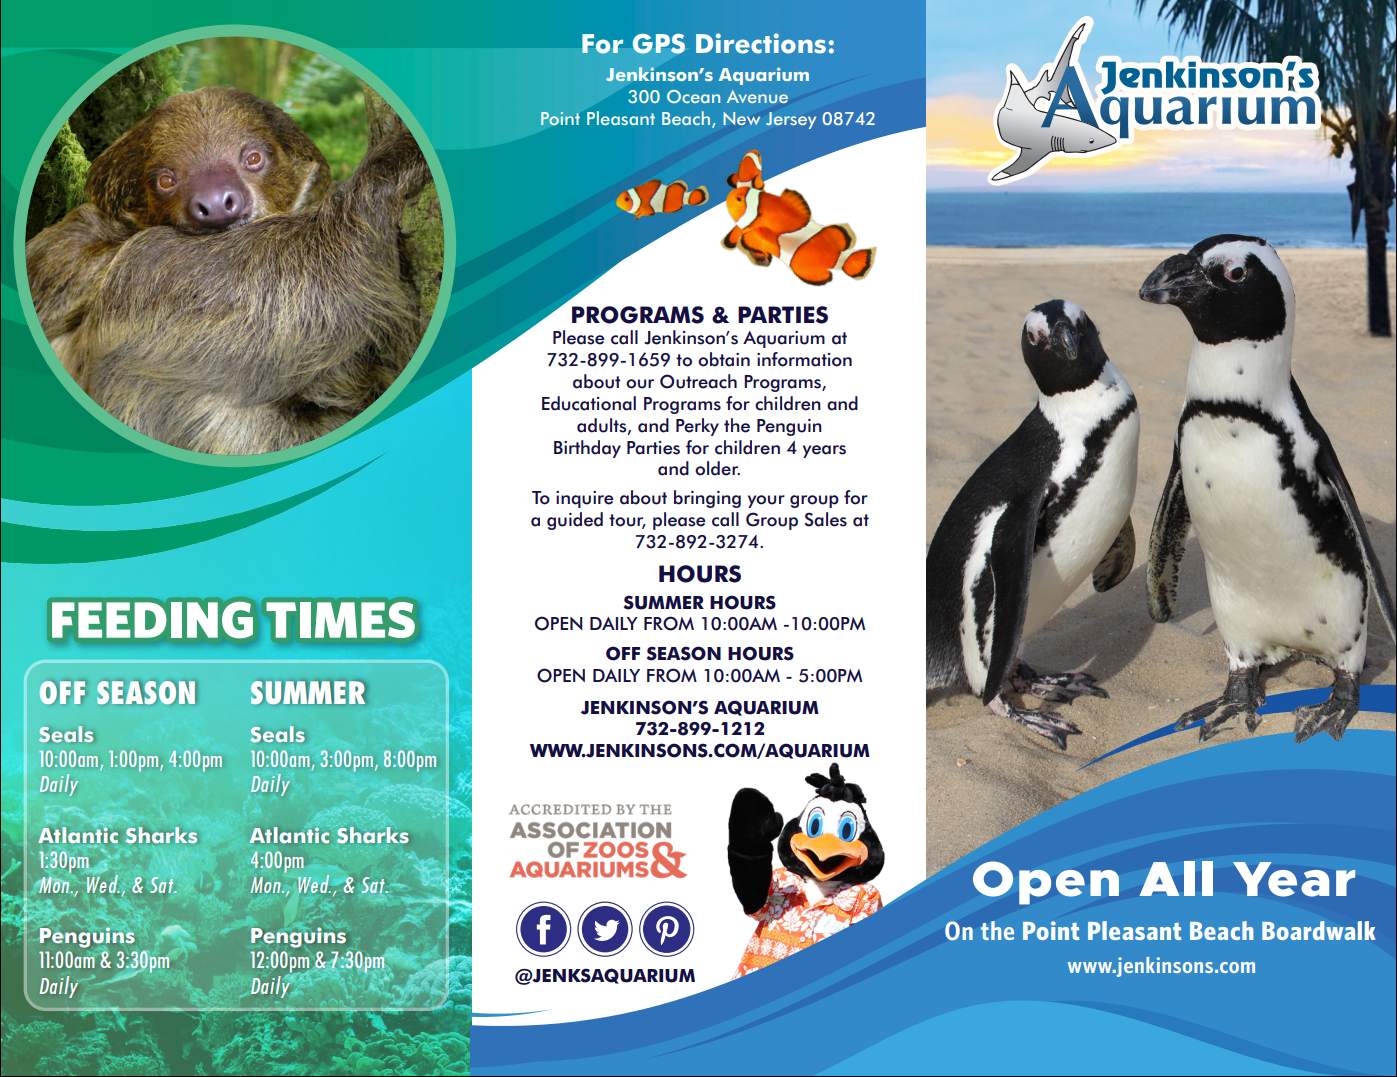 FEEDING TIMES
OFF SEASON
Seals
10:00am, 1:00pm, 4:00pm
Daily
Atlantic Sharks
1:30pm
Mon., Wed., & Sat.
Penguins
11:00am & 3:30pm
Daily
SUMMER
Seals
10:00am, 3:00pm, 8:00pm
Daily
Atlantic Sharks
4:00pm
Mon., Wed., & Sat.
Penguins
12:00pm & 7:30pm
Daily
For GPS Directions:
Jenkinson's Aquarium
300 Ocean Avenue
Point Pleasant Beach, New Jersey 08742
PROGRAMS & PARTIES
Please call Jenkinson's Aquarium at
732-899-1659 to obtain information
about our Outreach Programs,
Educational Programs for children and
adults, and Perky the Penguin
Birthday Parties for children 4 years
and older.
To inquire about bringing your group for
a guided tour, please call Group Sales at
732-892-3274.
HOURS
SUMMER HOURS
OPEN DAILY FROM 10:00AM -10:00PM
OFF SEASON HOURS
OPEN DAILY FROM 10:00AM - 5:00PM
JENKINSON'S AQUARIUM
732-899-1212
WWW.JENKINSONS.COM/AQUARIUM
ACCREDITED BY THE
ASSOCIATION
OF ZOOS
AQUARIUMS &
@JENKSAQUARIUM
Jenkinson's
Aquarium
Open All Year
On the Point Pleasant Beach Boardwalk
www.jenkinsons.com